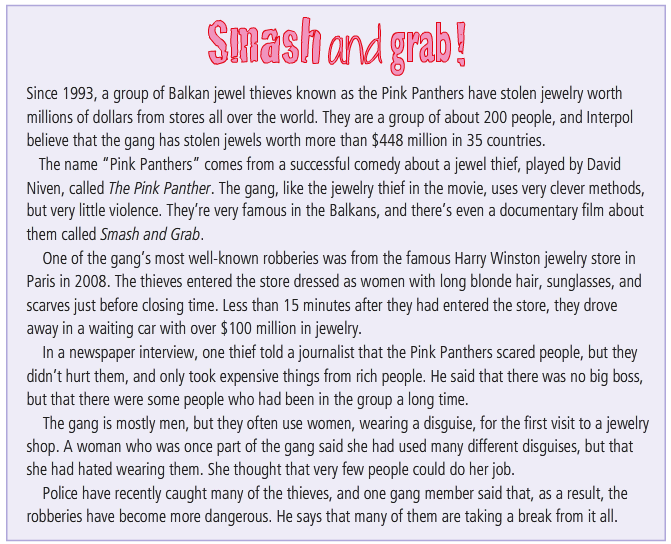 Smash and grab!
Since 1993, a group of Balkan jewel thieves known as the Pink Panthers have stolen jewelry worth
millions of dollars from stores all over the world. They are a group of about 200 people, and Interpol
believe that the gang has stolen jewels worth more than $448 million in 35 countries.
The name “Pink Panthers” comes from a successful comedy about a jewel thief, played by David
Niven, called The Pink Panther. The gang, like the jewelry thief in the movie, uses very clever methods,
but very little violence. They’re very famous in the Balkans, and there’s even a documentary film about
them called Smash and Grab.
One of the gang’s most well-known robberies was from the famous Harry Winston jewelry store in
Paris in 2008. The thieves entered the store dressed as women with long blonde hair, sunglasses, and
scarves just before closing time. Less than 15 minutes after they had entered the store, they drove
away in a waiting car with over $100 million in jewelry.
In a newspaper interview, one thief told a journalist that the Pink Panthers scared people, but they
didn’t hurt them, and only took expensive things from rich people. He said that there was no big boss,
but that there were some people who had been in the group a long time.
The gang is mostly men, but they often use women, wearing a disguise, for the first visit to a jewelry
shop. A woman who was once part of the gang said she had used many different disguises, but that
she had hated wearing them. She thought that very few people could do her job.
Police have recently caught many of the thieves, and one gang member said that, as a result, the
robberies have become more dangerous. He says that many of them are taking a break from it all.